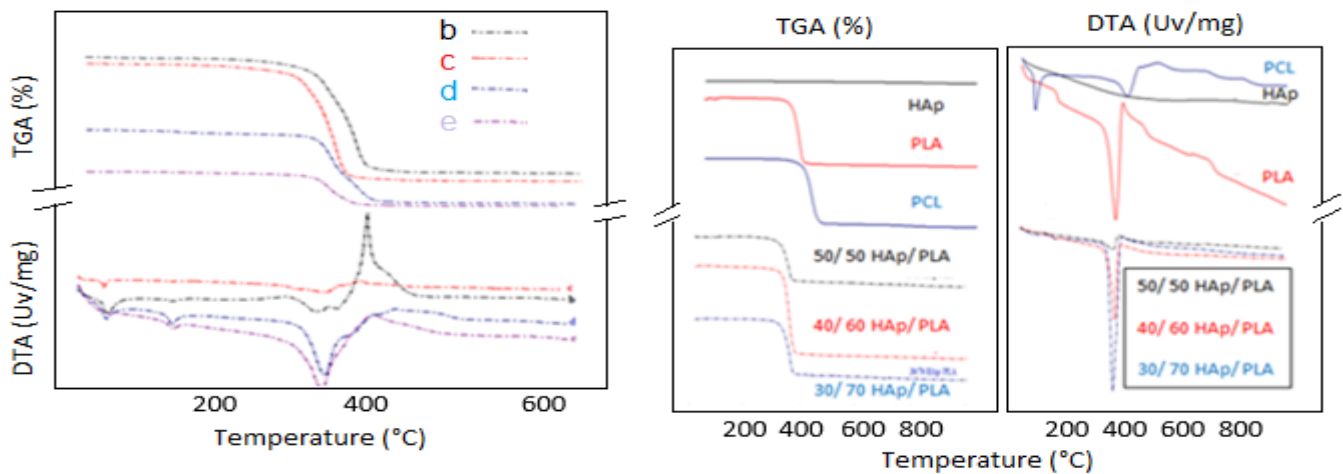 b
c
d
e
TGA (%)
DTA (Uv/mg)
200
400
600
Temperature (°C)
TGA (%)
HAp
PLA
PCL
50/ 50 HAp/ PLA
40/ 60 HAp/ PLA
30/ 70 HAp/ PLA
200 400 600 800
DTA (Uv/mg)
PCL
HAp
PLA
50/ 50 HAp/ PLA
40/ 60 HAp/ PLA
30/ 70 HAp/ PLA
200 400 600 800
Temperature (°C)